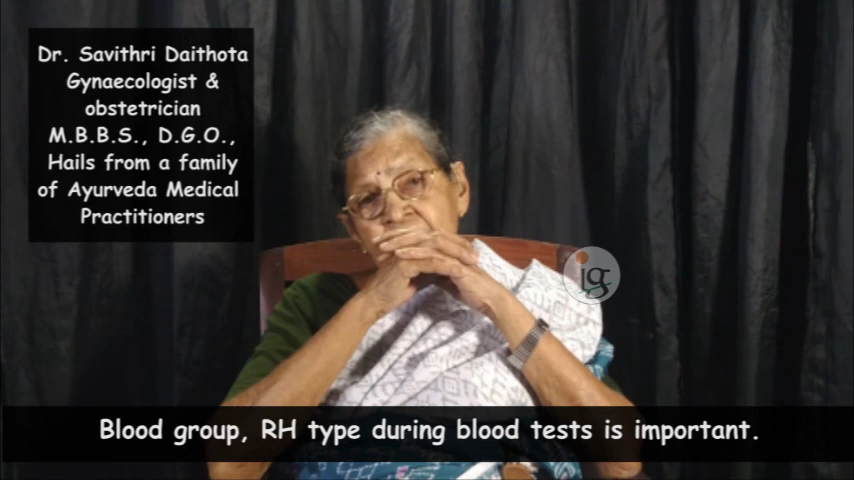 Dr. Savithri Daithota
Gynaecologist &
obstetrician
M.B.B.S., D.G.O.,
Hails from a family
of Ayurveda Medical
Practitioners
ig
Blood group, RH type during blood tests is important.